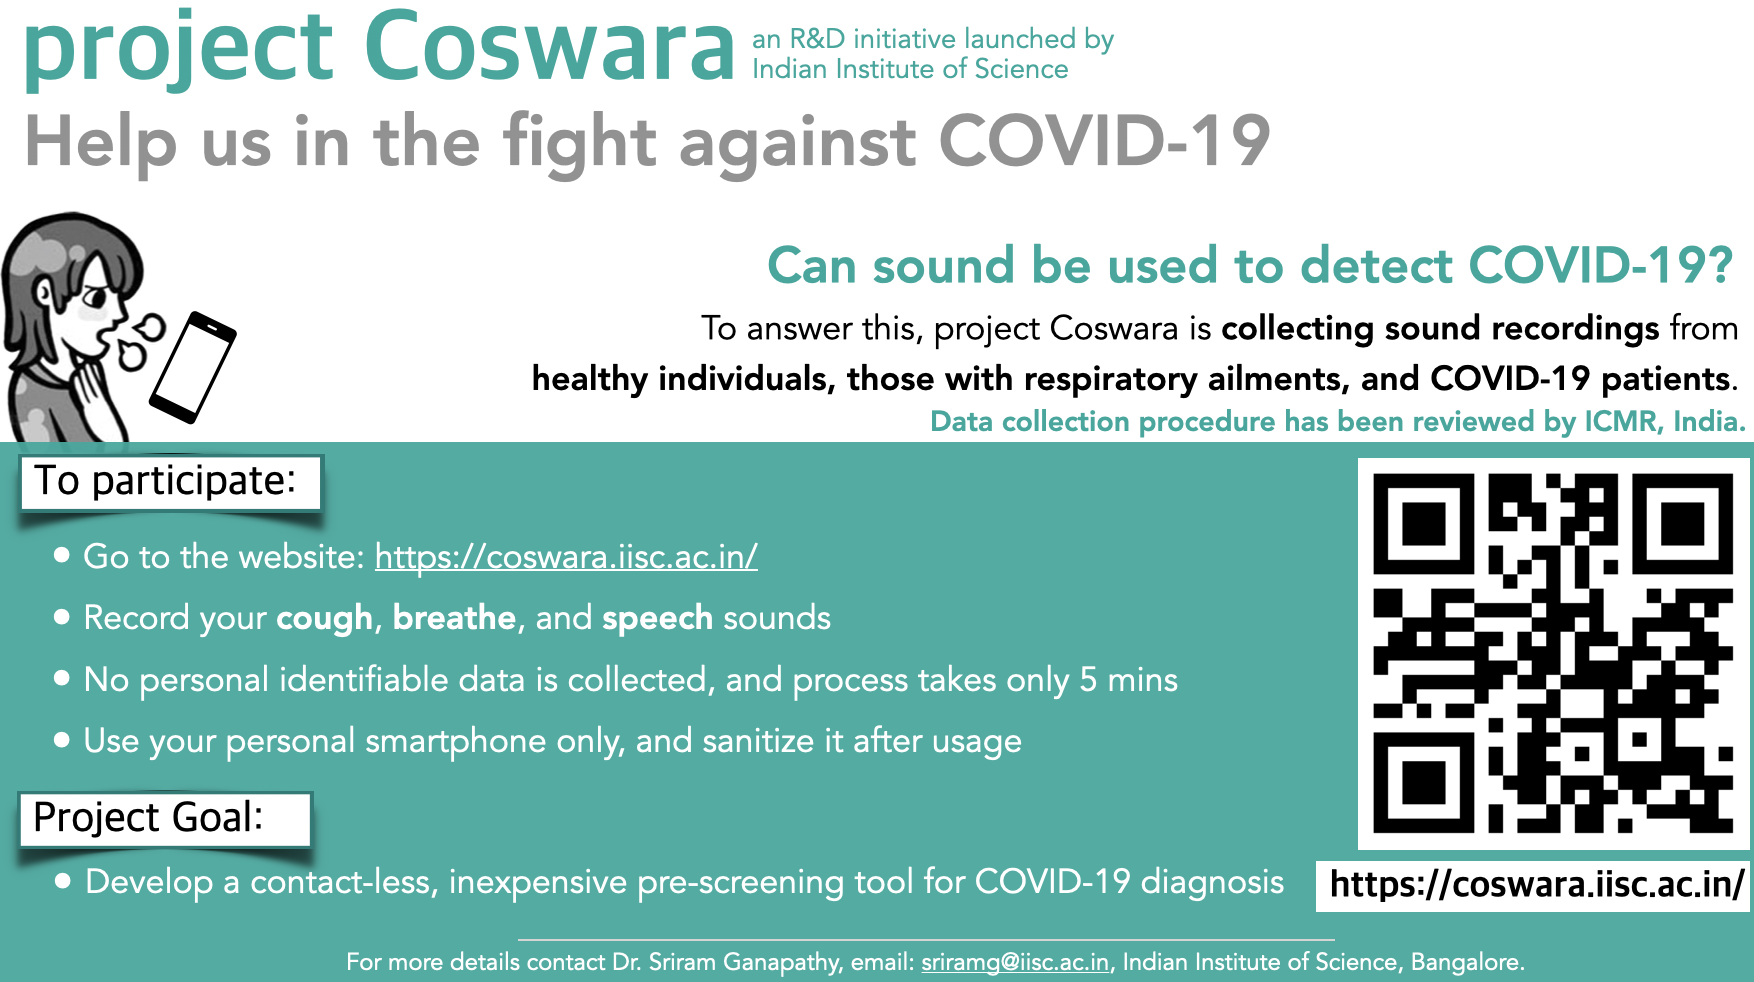 project Coswara
an R&D initiative launched by
Indian Institute of Science
Help us in the fight against COVID-19
Can sound be used to detect COVID-19?
To answer this, project Coswara is collecting sound recordings from
healthy individuals, those with respiratory ailments, and COVID-19 patients.
Data collection procedure has been reviewed by ICMR, India.
To participate:
• Go to the website: https://coswara.iisc.ac.in/
• Record your cough, breathe, and speech sounds
• No personal identifiable data is collected, and process takes only 5 mins
• Use your personal smartphone only, and sanitize it after usage
Project Goal:
• Develop a contact-less, inexpensive pre-screening tool for COVID-19 diagnosis
https://coswara.iisc.ac.in/
For more details contact Dr. Sriram Ganapathy, email: sriramg@iisc.ac.in, Indian Institute of Science, Bangalore.